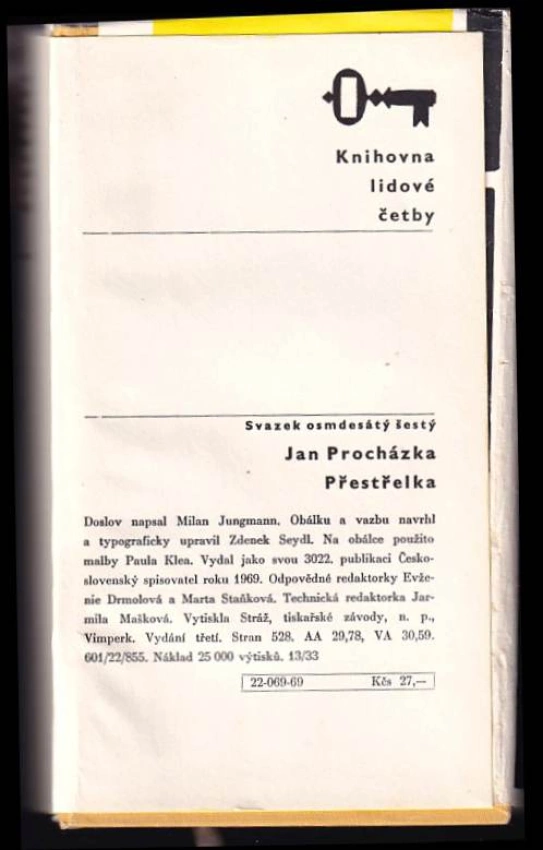 Knihovna
lidové
četby
Svazek osmdesátý šestý
Jan Procházka
Přestřelka
Doslov napsal Milan Jungmann. Obálku a vazbu navrhl
a typograficky upravil Zdenek Seydl. Na obálce použito
malby Paula Klea. Vydal jako svou 3022. publikaci Česko-
slovenský spisovatel roku 1969. Odpovědné redaktorky Evže-
nie Drmolová a Marta Staňková. Technická redaktorka Jar-
mila Mašková. Vytiskla Stráž, tiskařské závody, n. p.,
Vimperk. Vydání třetí. Stran 528. AA 29,78, VA 30,59.
601/22/855. Náklad 25 000 výtisků. 13/33
22-069-69 Kčs 27,—